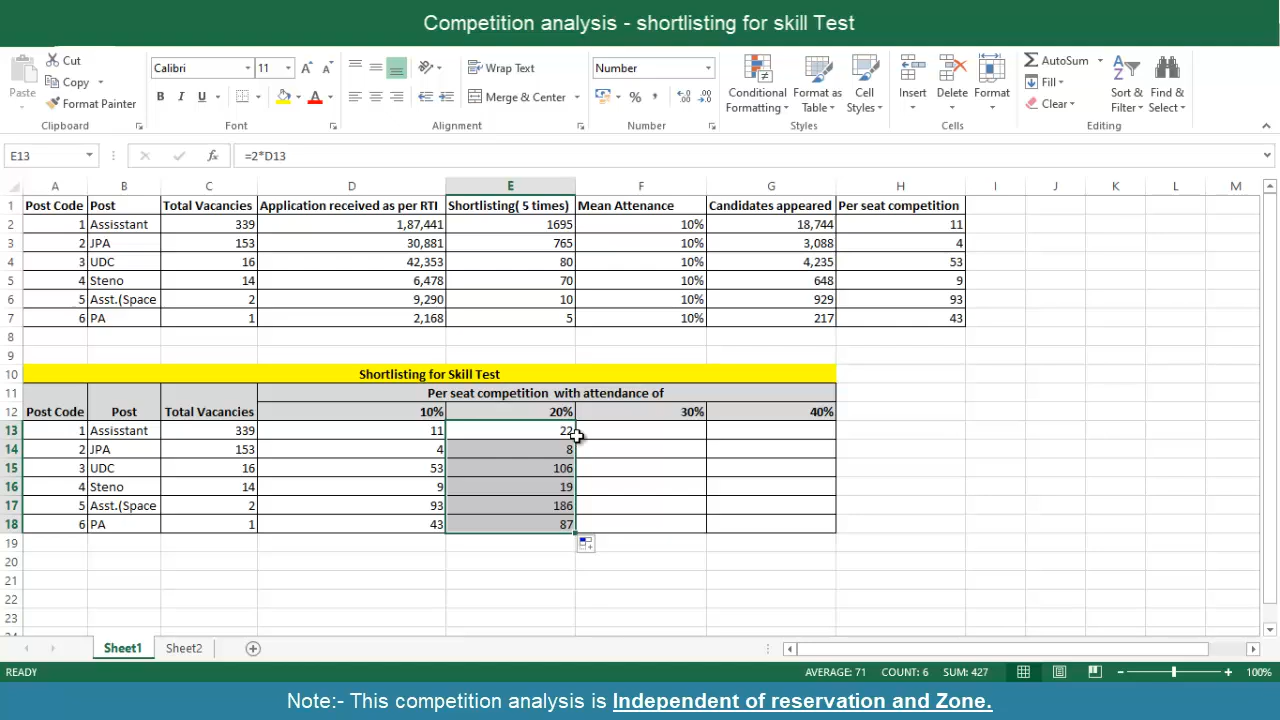 Competition analysis - shortlisting for skill Test
Cut
Copy
Format Painter
Paste
Clipboard
Calibri 11
B I U
Font
Wrap Text
Merge & Center
Alignment
Number
%
Number
Conditional Formatting
Format as Table
Cell Styles
Styles
Insert Delete Format
Cells
AutoSum
Fill
Clear
Sort & Filter
Find & Select
Editing
E13 fx =2*D13
A B C D E F G H I J K L M
1 Post Code Post Total Vacancies Application received as per RTI Shortlisting( 5 times) Mean Attenance Candidates appeared Per seat competition
2 1 Assisstant 339 1,87,441 1695 10% 18,744 11
3 2 JPA 153 30,881 765 10% 3,088 4
4 3 UDC 16 42,353 80 10% 4,235 53
5 4 Steno 14 6,478 70 10% 648 9
6 5 Asst.(Space 2 9,290 10 10% 929 93
7 6 PA 1 2,168 5 10% 217 43
8
9
10 Shortlisting for Skill Test
11 Per seat competition with attendance of
12 Post Code Post Total Vacancies 10% 20% 30% 40%
13 1 Assisstant 339 11 22
14 2 JPA 153 4 8
15 3 UDC 16 53 106
16 4 Steno 14 9 19
17 5 Asst.(Space 2 93 186
18 6 PA 1 43 87
19
20
21
22
23
Sheet1 Sheet2
READY AVERAGE: 71 COUNT: 6 SUM: 427 100%
Note:- This competition analysis is Independent of reservation and Zone.